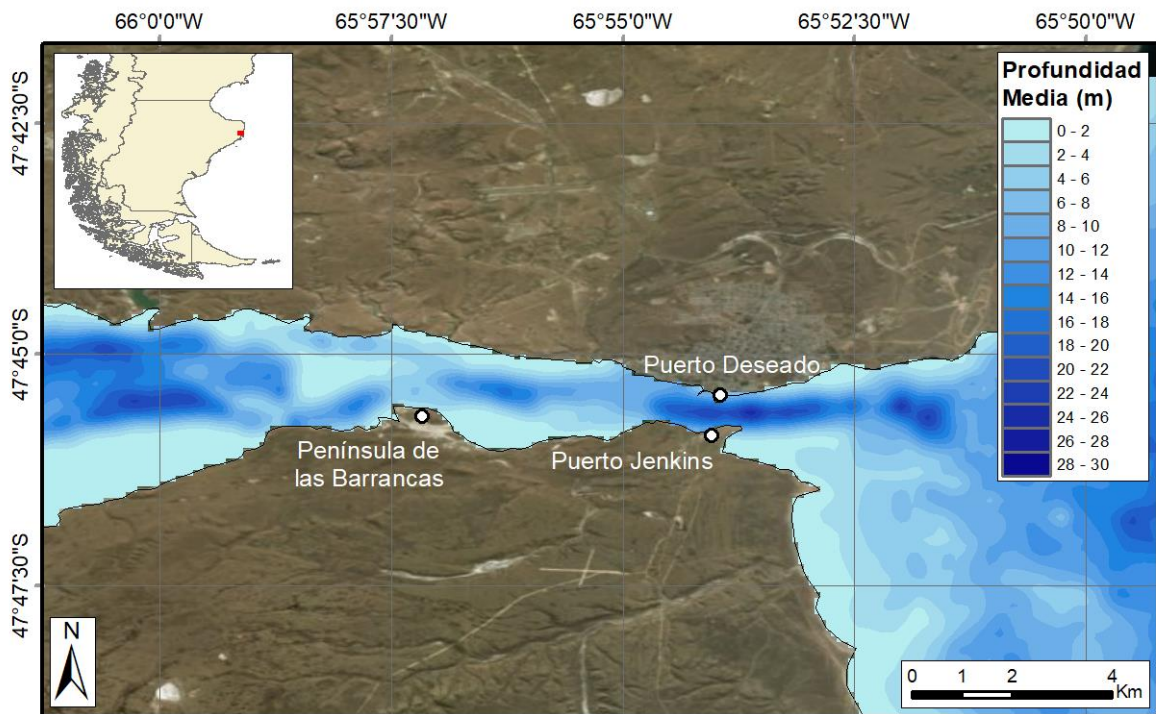 66°0'0"W 65°57'30"W 65°55'0"W 65°52'30"W 65°50'0"W
47°42'30"S
47°45'0"S
47°47'30"S
Profundidad
Media (m)
0 - 2
2 - 4
4 - 6
6 - 8
8 - 10
10 - 12
12 - 14
14 - 16
16 - 18
18 - 20
20 - 22
22 - 24
24 - 26
26 - 28
28 - 30
Puerto Deseado
Península de
las Barrancas
Puerto Jenkins
N
0 1 2 4
Km